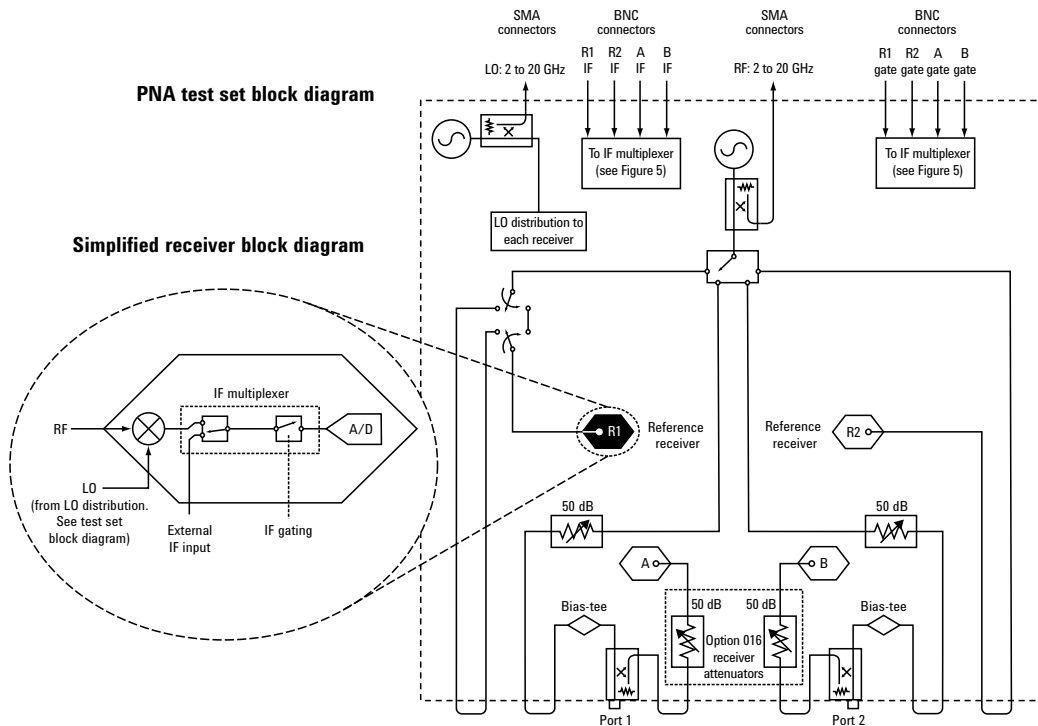 SMA
connectors
BNC
connectors
SMA
connectors
BNC
connectors
LO: 2 to 20 GHz
R1
IF
R2
IF
A
IF
B
IF
RF: 2 to 20 GHz
R1
gate
R2
gate
A
gate
B
gate
PNA test set block diagram
To IF multiplexer
(see Figure 5)
To IF multiplexer
(see Figure 5)
LO distribution to
each receiver
Simplified receiver block diagram
IF multiplexer
RF
A/D
LO
(from LO distribution.
See test set
block diagram)
External
IF input
IF gating
R1
Reference
receiver
Reference
receiver
R2
50 dB
50 dB
A
B
Bias-tee
50 dB
50 dB
Bias-tee
Option 016
receiver
attenuators
Port 1
Port 2